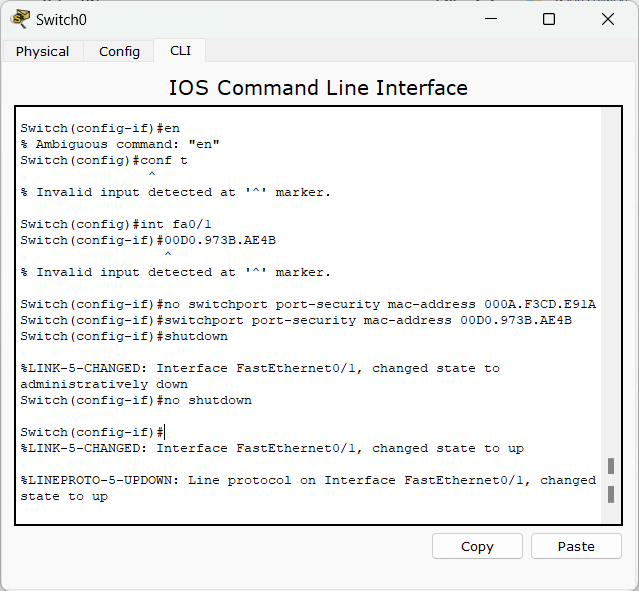 Switch0
Physical Config CLI
IOS Command Line Interface
Switch(config-if)#en
% Ambiguous command: "en"
Switch(config)#conf t
^
% Invalid input detected at '^' marker.
Switch(config)#int fa0/1
Switch(config-if)#00D0.973B.AE4B
^
% Invalid input detected at '^' marker.
Switch(config-if)#no switchport port-security mac-address 000A.F3CD.E91A
Switch(config-if)#switchport port-security mac-address 00D0.973B.AE4B
Switch(config-if)#shutdown
%LINK-5-CHANGED: Interface FastEthernet0/1, changed state to
administratively down
Switch(config-if)#no shutdown
Switch(config-if)#
%LINK-5-CHANGED: Interface FastEthernet0/1, changed state to up
%LINEPROTO-5-UPDOWN: Line protocol on Interface FastEthernet0/1, changed
state to up
Copy Paste